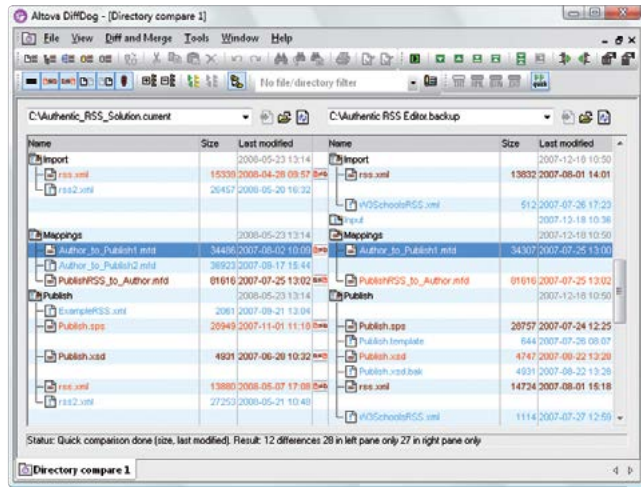 Altova DiffDog - [Directory compare 1]
File View Diff and Merge Tools Window Help
No file/directory filter
quick
C:\Authentic_RSS_Solution.current C:\Authentic RSS Editor.backup
Name Size Last modified Name Size Last modified
Import 2008-05-23 13:14 Import 2007-12-18 10:50
rss.xml 15339 2008-04-28 09:57 rss.xml 13832 2007-08-01 14:01
rss2.xml 26457 2008-05-20 16:32
W3SchoolsRSS.xml 512 2007-07-26 17:23
Input 2007-12-18 10:36
Mappings 2008-05-23 13:14 Mappings 2007-12-18 10:50
Author_to_Publish1.mfd 34486 2007-08-02 10:09 Author_to_Publish1.mfd 34307 2007-07-25 13:00
Author_to_Publish2.mfd 36923 2007-09-17 15:44
PublishRSS_to_Author.mfd 81616 2007-07-25 13:02 PublishRSS_to_Author.mfd 81616 2007-07-25 13:02
Publish 2008-05-23 13:14 Publish 2007-12-18 10:50
ExampleRSS.xml 2061 2007-09-21 13:04
Publish.sps 28949 2007-11-01 11:18 Publish.sps 28757 2007-07-24 12:25
Publish.template 644 2007-07-26 08:07
Publish.xsd 4931 2007-06-20 10:32 Publish.xsd 4747 2007-08-22 13:28
Publish.xsd.bak 4931 2007-08-22 13:28
rss.xml 13880 2008-05-07 17:08 rss.xml 14724 2007-08-01 15:18
rss2.xml 27253 2008-05-21 10:48
W3SchoolsRSS.xml 1114 2007-07-27 12:59
Status: Quick comparison done (size, last modified). Result: 12 differences 28 in left pane only 27 in right pane only
Directory compare 1